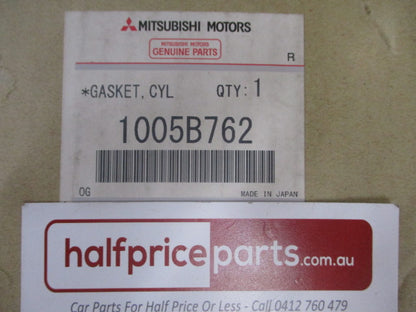 MITSUBISHI MOTORS
MITSUBISHI MOTORS
GENUINE PARTS
R
*GASKET, CYL QTY: 1
1005B762
OG MADE IN JAPAN
halfpriceparts.com.au
Car Parts For Half Price Or Less - Call 0412 760 479